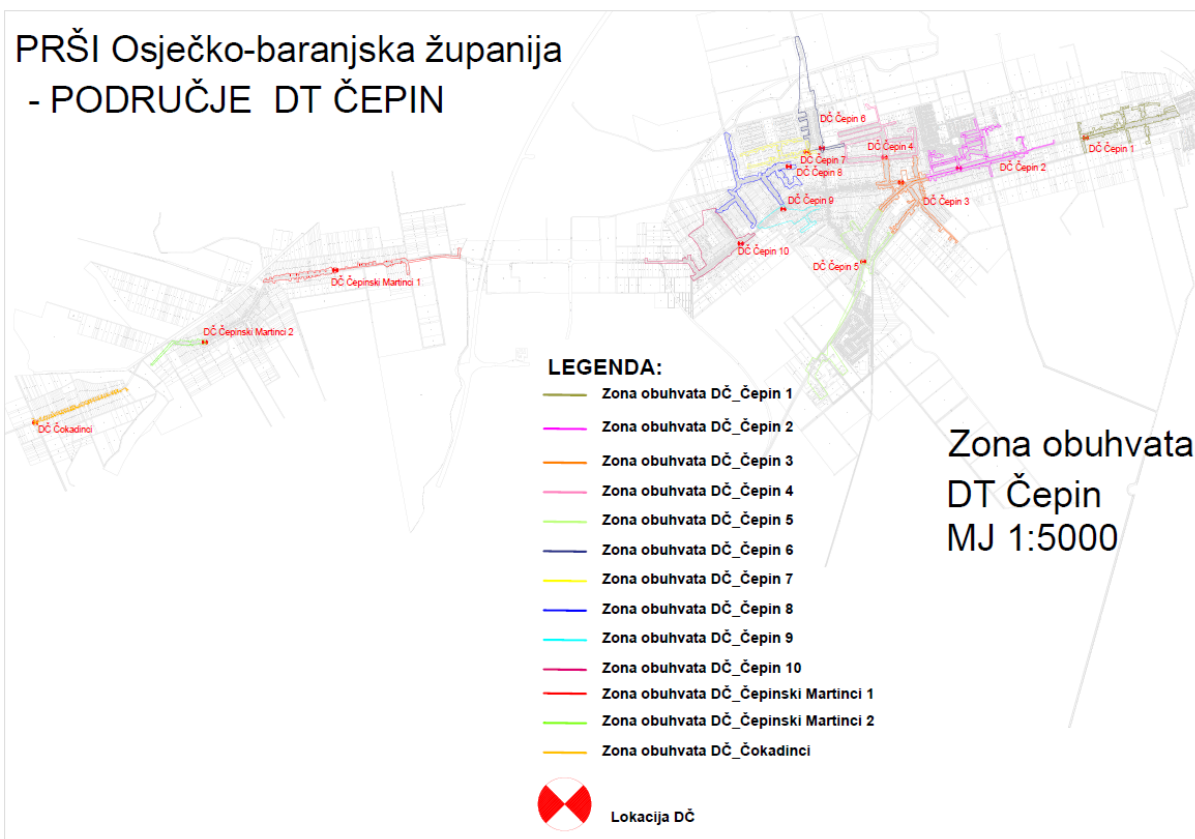 PRŠI Osječko-baranjska županija
- PODRUČJE DT ČEPIN
DČ Čepin 6
DČ Čepin 4
DČ Čepin 1
DČ Čepin 7
DČ Čepin 8
DČ Čepin 2
DČ Čepin 9
DČ Čepin 3
DČ Čepin 10
DČ Čepin 5
DČ Čepinski Martinci 1
DČ Čepinski Martinci 2
DČ Čokadinci
LEGENDA:
Zona obuhvata DČ_Čepin 1
Zona obuhvata DČ_Čepin 2
Zona obuhvata DČ_Čepin 3
Zona obuhvata DČ_Čepin 4
Zona obuhvata DČ_Čepin 5
Zona obuhvata DČ_Čepin 6
Zona obuhvata DČ_Čepin 7
Zona obuhvata DČ_Čepin 8
Zona obuhvata DČ_Čepin 9
Zona obuhvata DČ_Čepin 10
Zona obuhvata DČ_Čepinski Martinci 1
Zona obuhvata DČ_Čepinski Martinci 2
Zona obuhvata DČ_Čokadinci
Lokacija DČ
Zona obuhvata
DT Čepin
MJ 1:5000